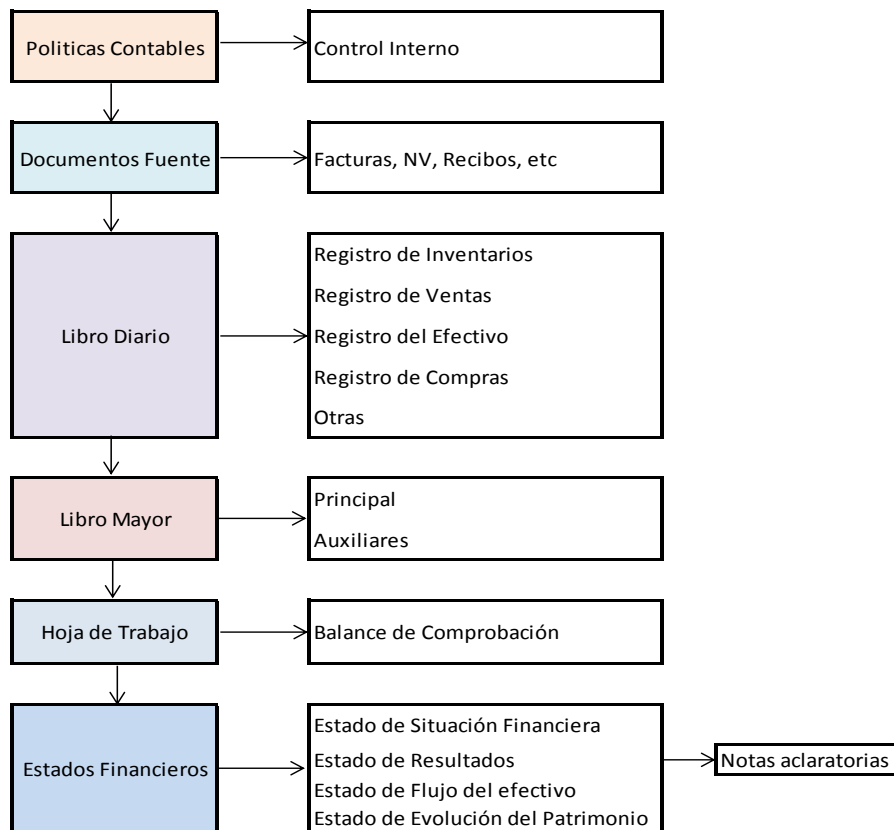 Politicas Contables
Control Interno
Documentos Fuente
Facturas, NV, Recibos, etc
Libro Diario
Registro de Inventarios
Registro de Ventas
Registro del Efectivo
Registro de Compras
Otras
Libro Mayor
Principal
Auxiliares
Hoja de Trabajo
Balance de Comprobación
Estados Financieros
Estado de Situación Financiera
Estado de Resultados
Estado de Flujo del efectivo
Estado de Evolución del Patrimonio
Notas aclaratorias